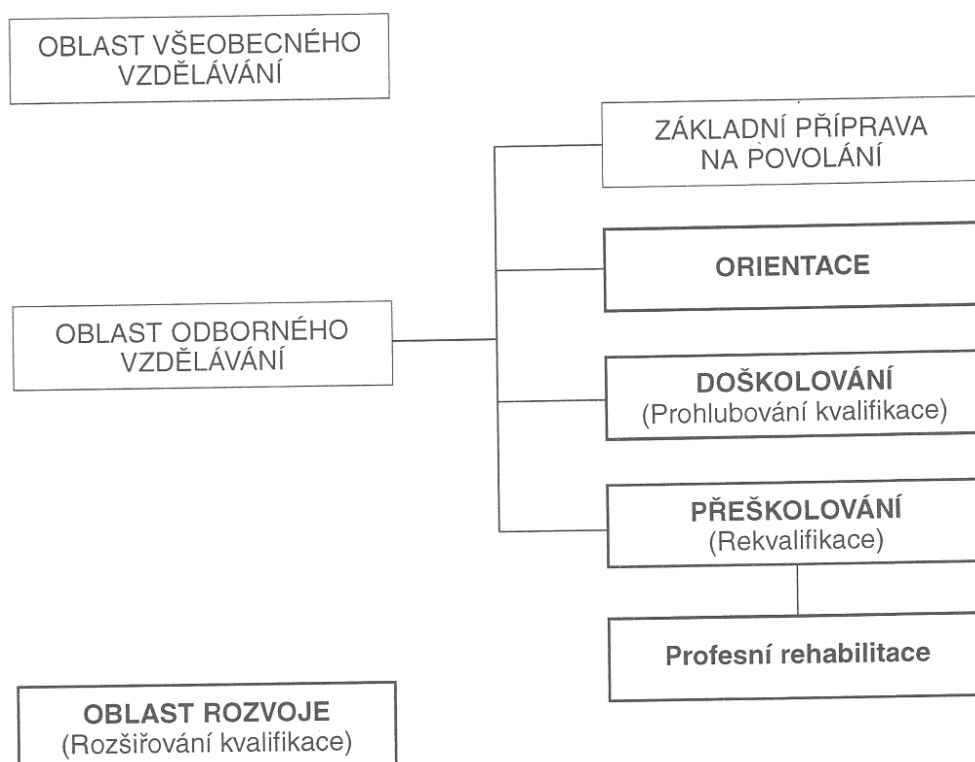 OBLAST VŠEOBECNÉHO
VZDĚLÁVÁNÍ
ZÁKLADNÍ PŘÍPRAVA
NA POVOLÁNÍ
ORIENTACE
OBLAST ODBORNÉHO
VZDĚLÁVÁNÍ
DOŠKOLOVÁNÍ
(Prohlubování kvalifikace)
PŘEŠKOLOVÁNÍ
(Rekvalifikace)
Profesní rehabilitace
OBLAST ROZVOJE
(Rozšiřování kvalifikace)